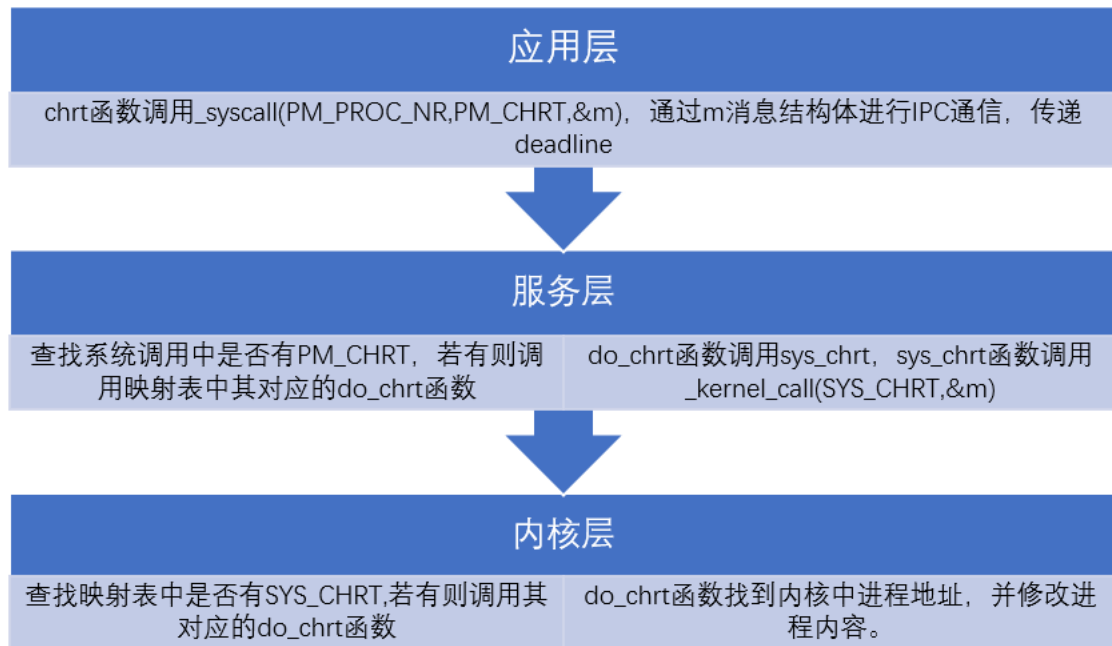 应用层
chrt函数调用_syscall(PM_PROC_NR,PM_CHRT,&m)，通过m消息结构体进行IPC通信，传递
deadline
服务层
查找系统调用中是否有PM_CHRT，若有则调
用映射表中其对应的do_chrt函数
do_chrt函数调用sys_chrt，sys_chrt函数调用
_kernel_call(SYS_CHRT,&m)
内核层
查找映射表中是否有SYS_CHRT,若有则调用其
对应的do_chrt函数
do_chrt函数找到内核中进程地址，并修改进
程内容。